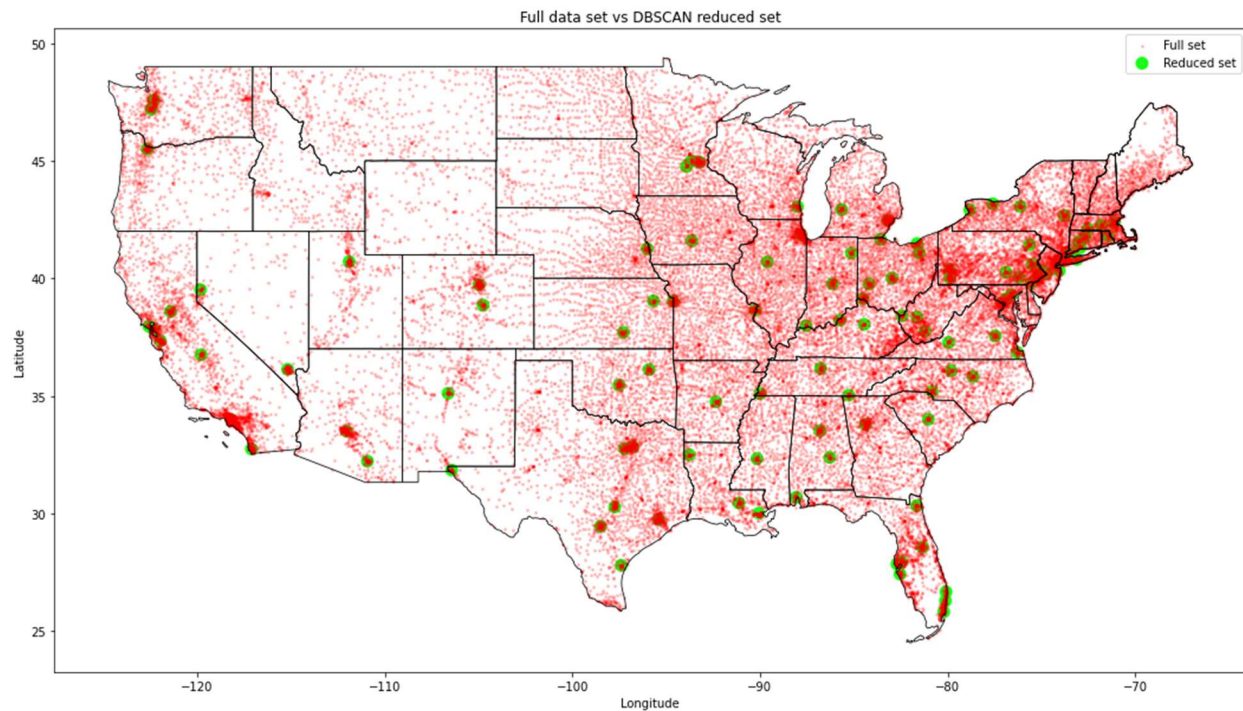 Full data set vs DBSCAN reduced set
Full set
Reduced set
50
45
40
35
30
25
Latitude
−120
−110
−100
−90
−80
−70
Longitude